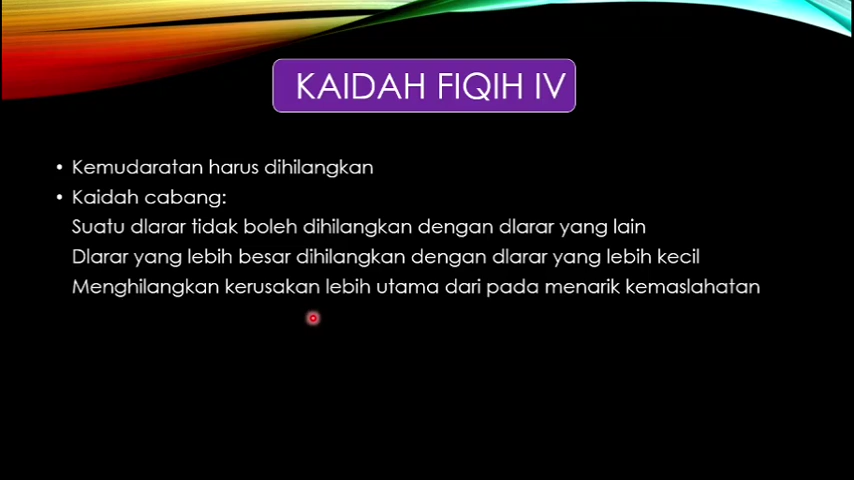 KAIDAH FIQIH IV
• Kemudaratan harus dihilangkan
• Kaidah cabang:
Suatu dlarar tidak boleh dihilangkan dengan dlarar yang lain
Dlarar yang lebih besar dihilangkan dengan dlarar yang lebih kecil
Menghilangkan kerusakan lebih utama dari pada menarik kemaslahatan